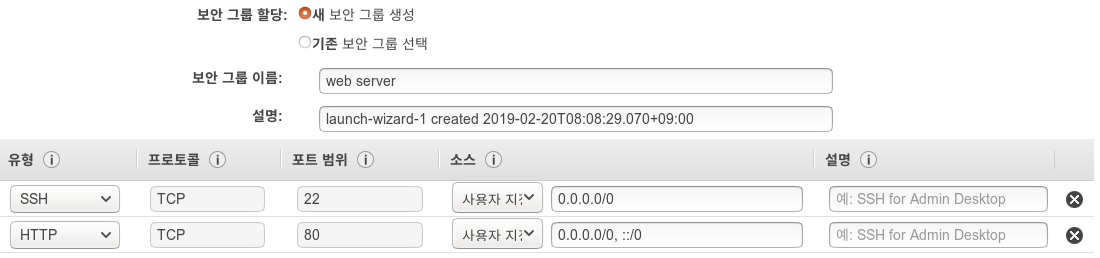 보안 그룹 할당: 새 보안 그룹 생성
기존 보안 그룹 선택
보안 그룹 이름: web server
설명: launch-wizard-1 created 2019-02-20T08:08:29.070+09:00
유형 i 프로토콜 i 포트 범위 i 소스 i 설명 i
SSH TCP 22 사용자 지정 0.0.0.0/0 예: SSH for Admin Desktop
HTTP TCP 80 사용자 지정 0.0.0.0/0, ::/0 예: SSH for Admin Desktop